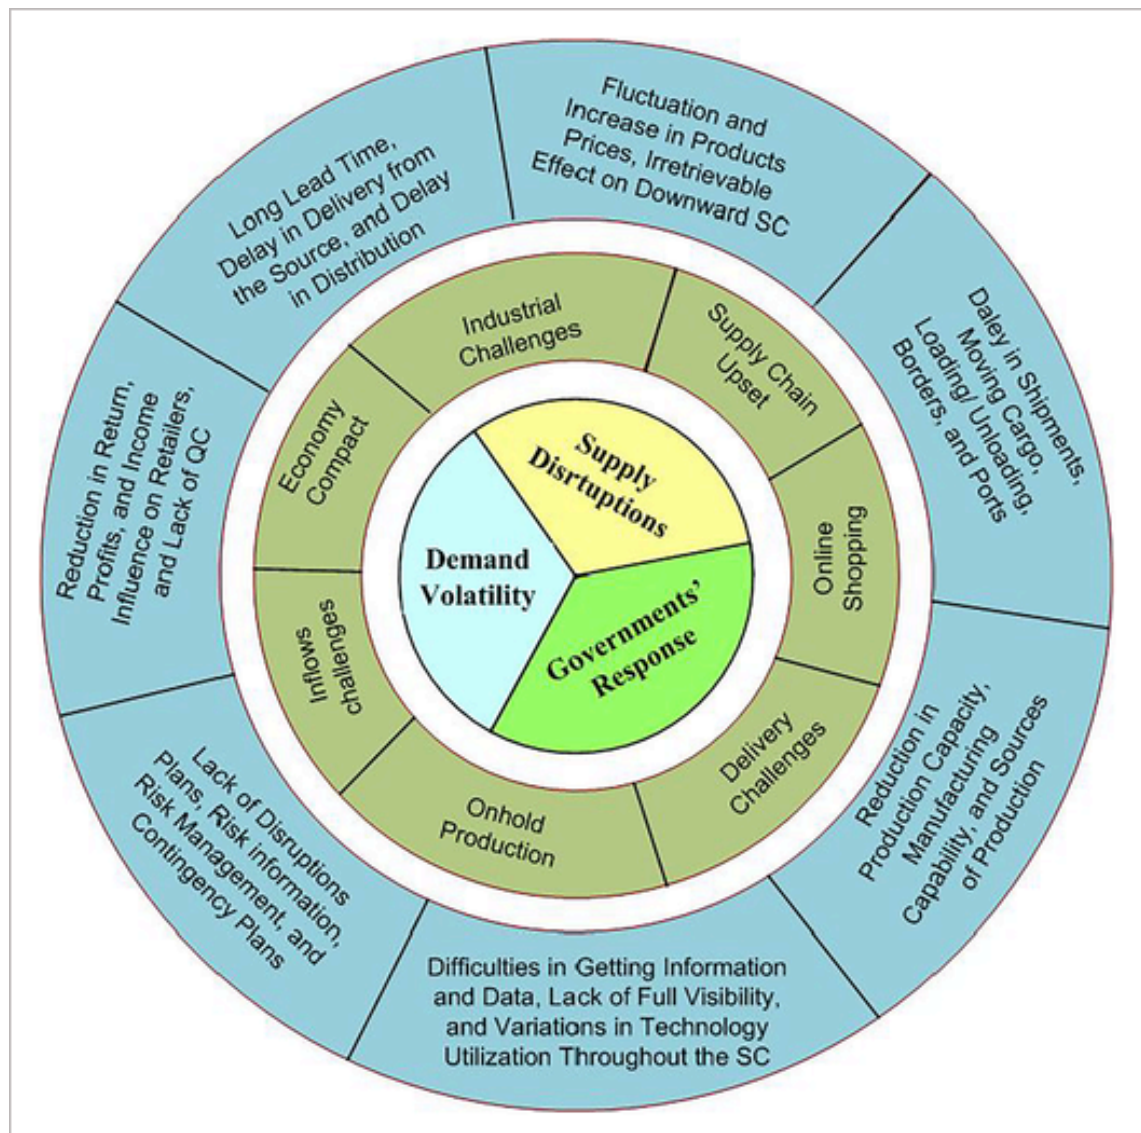 Fluctuation and
Increase in Products
Prices, Irretrievable
Effect on Downward SC
Daley in Shipments,
Moving Cargo,
Loading/ Unloading,
Borders, and Ports
Reduction in
Production Capacity,
Manufacturing
Capability, and Sources
of Production
Difficulties in Getting Information
and Data, Lack of Full Visibility,
and Variations in Technology
Utilization Throughout the SC
Lack of Disruptions
Plans, Risk information,
Risk Management, and
Contingency Plans
Reduction in Return,
Profits, and Income
Influence on Retailers,
and Lack of QC
Long Lead Time,
Delay in Delivery from
the Source, and Delay
in Distribution
Industrial
Challenges
Supply Chain
Upset
Online
Shopping
Delivery
Challenges
Onhold
Production
Inflows
challenges
Economy
Compact
Supply
Disrtuptions
Governments'
Response
Demand
Volatility